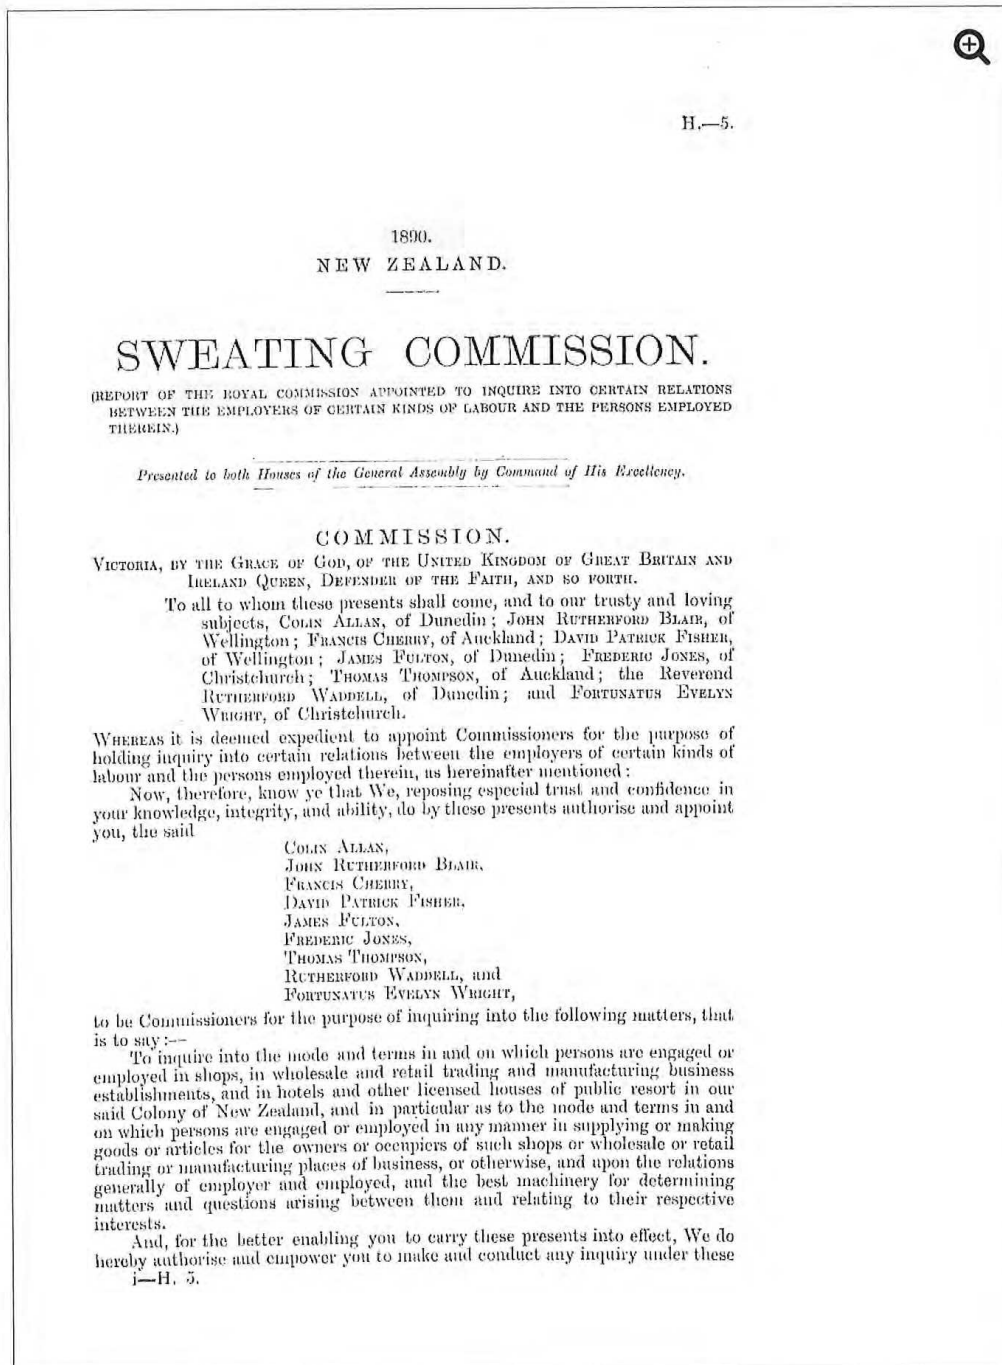 H.—5.
1890.
NEW ZEALAND.
SWEATING COMMISSION.
(REPORT OF THE ROYAL COMMISSION APPOINTED TO INQUIRE INTO CERTAIN RELATIONS
BETWEEN THE EMPLOYERS OF CERTAIN KINDS OF LABOUR AND THE PERSONS EMPLOYED
THEREIN.)
Presented to both Houses of the General Assembly by Command of His Excellency.
COMMISSION.
VICTORIA, BY THE GRACE OF GOD, OF THE UNITED KINGDOM OF GREAT BRITAIN AND
IRELAND QUEEN, DEFENDER OF THE FAITH, AND SO FORTH.
To all to whom these presents shall come, and to our trusty and loving
subjects, COLIN ALLAN, of Dunedin; JOHN RUTHERFORD BLAIR, of
Wellington; FRANCIS CHERRY, of Auckland; DAVID PATRICK FISHER,
of Wellington; JAMES FULTON, of Dunedin; FREDERIC JONES, of
Christchurch; THOMAS THOMPSON, of Auckland; the Reverend
RUTHERFORD WADDELL, of Dunedin; and FORTUNATUS EVELYN
WRIGHT, of Christchurch.
WHEREAS it is deemed expedient to appoint Commissioners for the purpose of
holding inquiry into certain relations between the employers of certain kinds of
labour and the persons employed therein, as hereinafter mentioned:
Now, therefore, know ye that We, reposing especial trust and confidence in
your knowledge, integrity, and ability, do by these presents authorise and appoint
you, the said
COLIN ALLAN,
JOHN RUTHERFORD BLAIR,
FRANCIS CHERRY,
DAVID PATRICK FISHER,
JAMES FULTON,
FREDERIC JONES,
THOMAS THOMPSON,
RUTHERFORD WADDELL, and
FORTUNATUS EVELYN WRIGHT,
to be Commissioners for the purpose of inquiring into the following matters, that
is to say:—
To inquire into the mode and terms in and on which persons are engaged or
employed in shops, in wholesale and retail trading and manufacturing business
establishments, and in hotels and other licensed houses of public resort in our
said Colony of New Zealand, and in particular as to the mode and terms in and
on which persons are engaged or employed in any manner in supplying or making
goods or articles for the owners or occupiers of such shops or wholesale or retail
trading or manufacturing places of business, or otherwise, and upon the relations
generally of employer and employed, and the best machinery for determining
matters and questions arising between them and relating to their respective
interests.
And, for the better enabling you to carry these presents into effect, We do
hereby authorise and empower you to make and conduct any inquiry under these
i—H. 5.